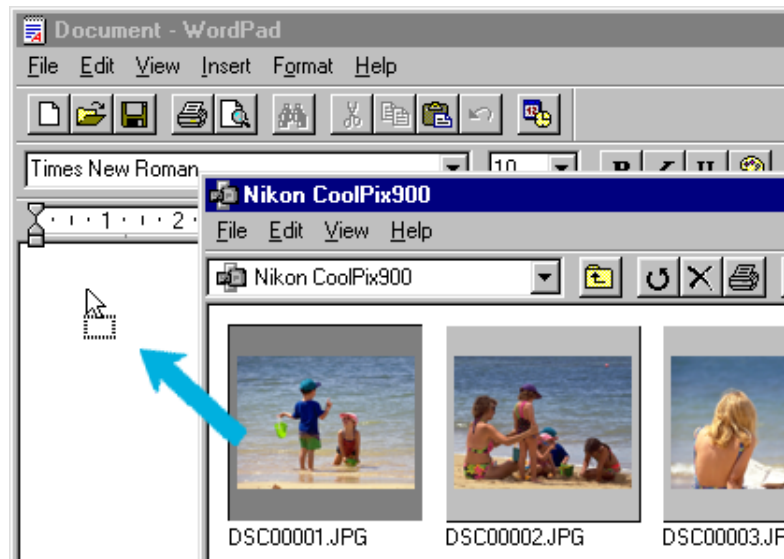 Document - WordPad
File Edit View Insert Format Help
Times New Roman 10 B I U
1 2
Nikon CoolPix900
File Edit View Help
Nikon CoolPix900
DSC00001.JPG DSC00002.JPG DSC00003.JP